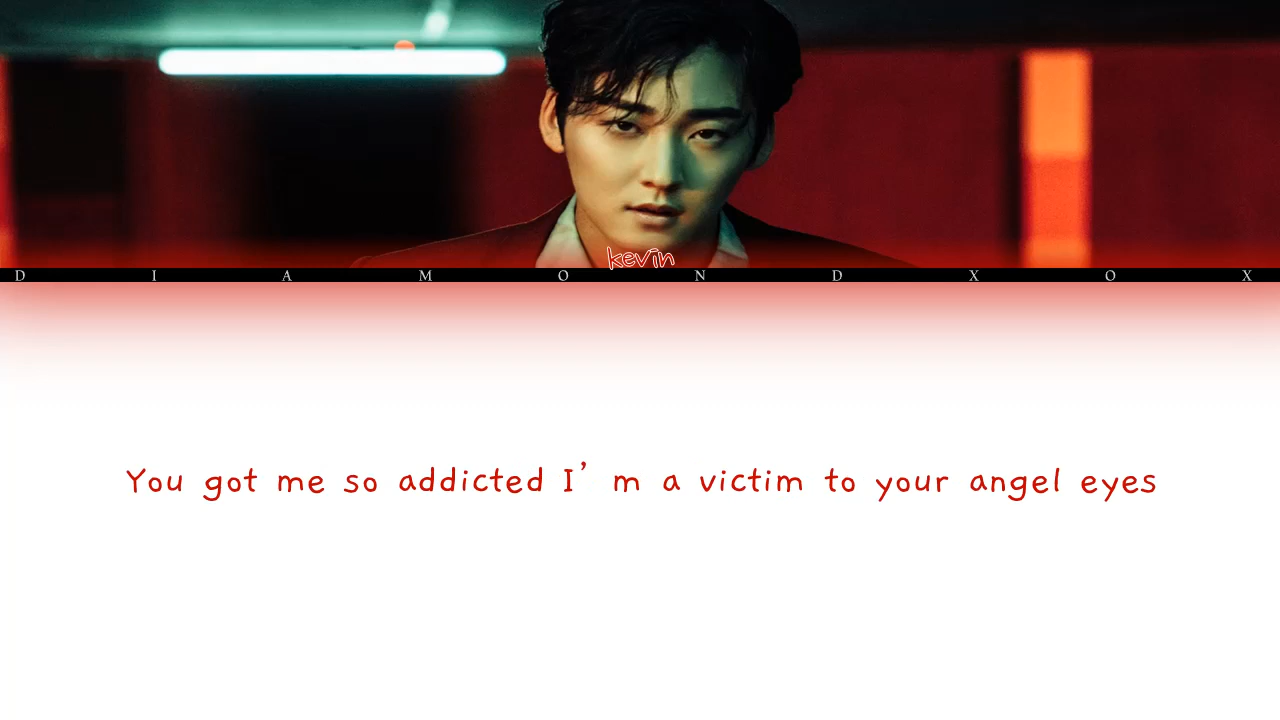 kevin
D I A M O N D X O X
You got me so addicted I’m a victim to your angel eyes